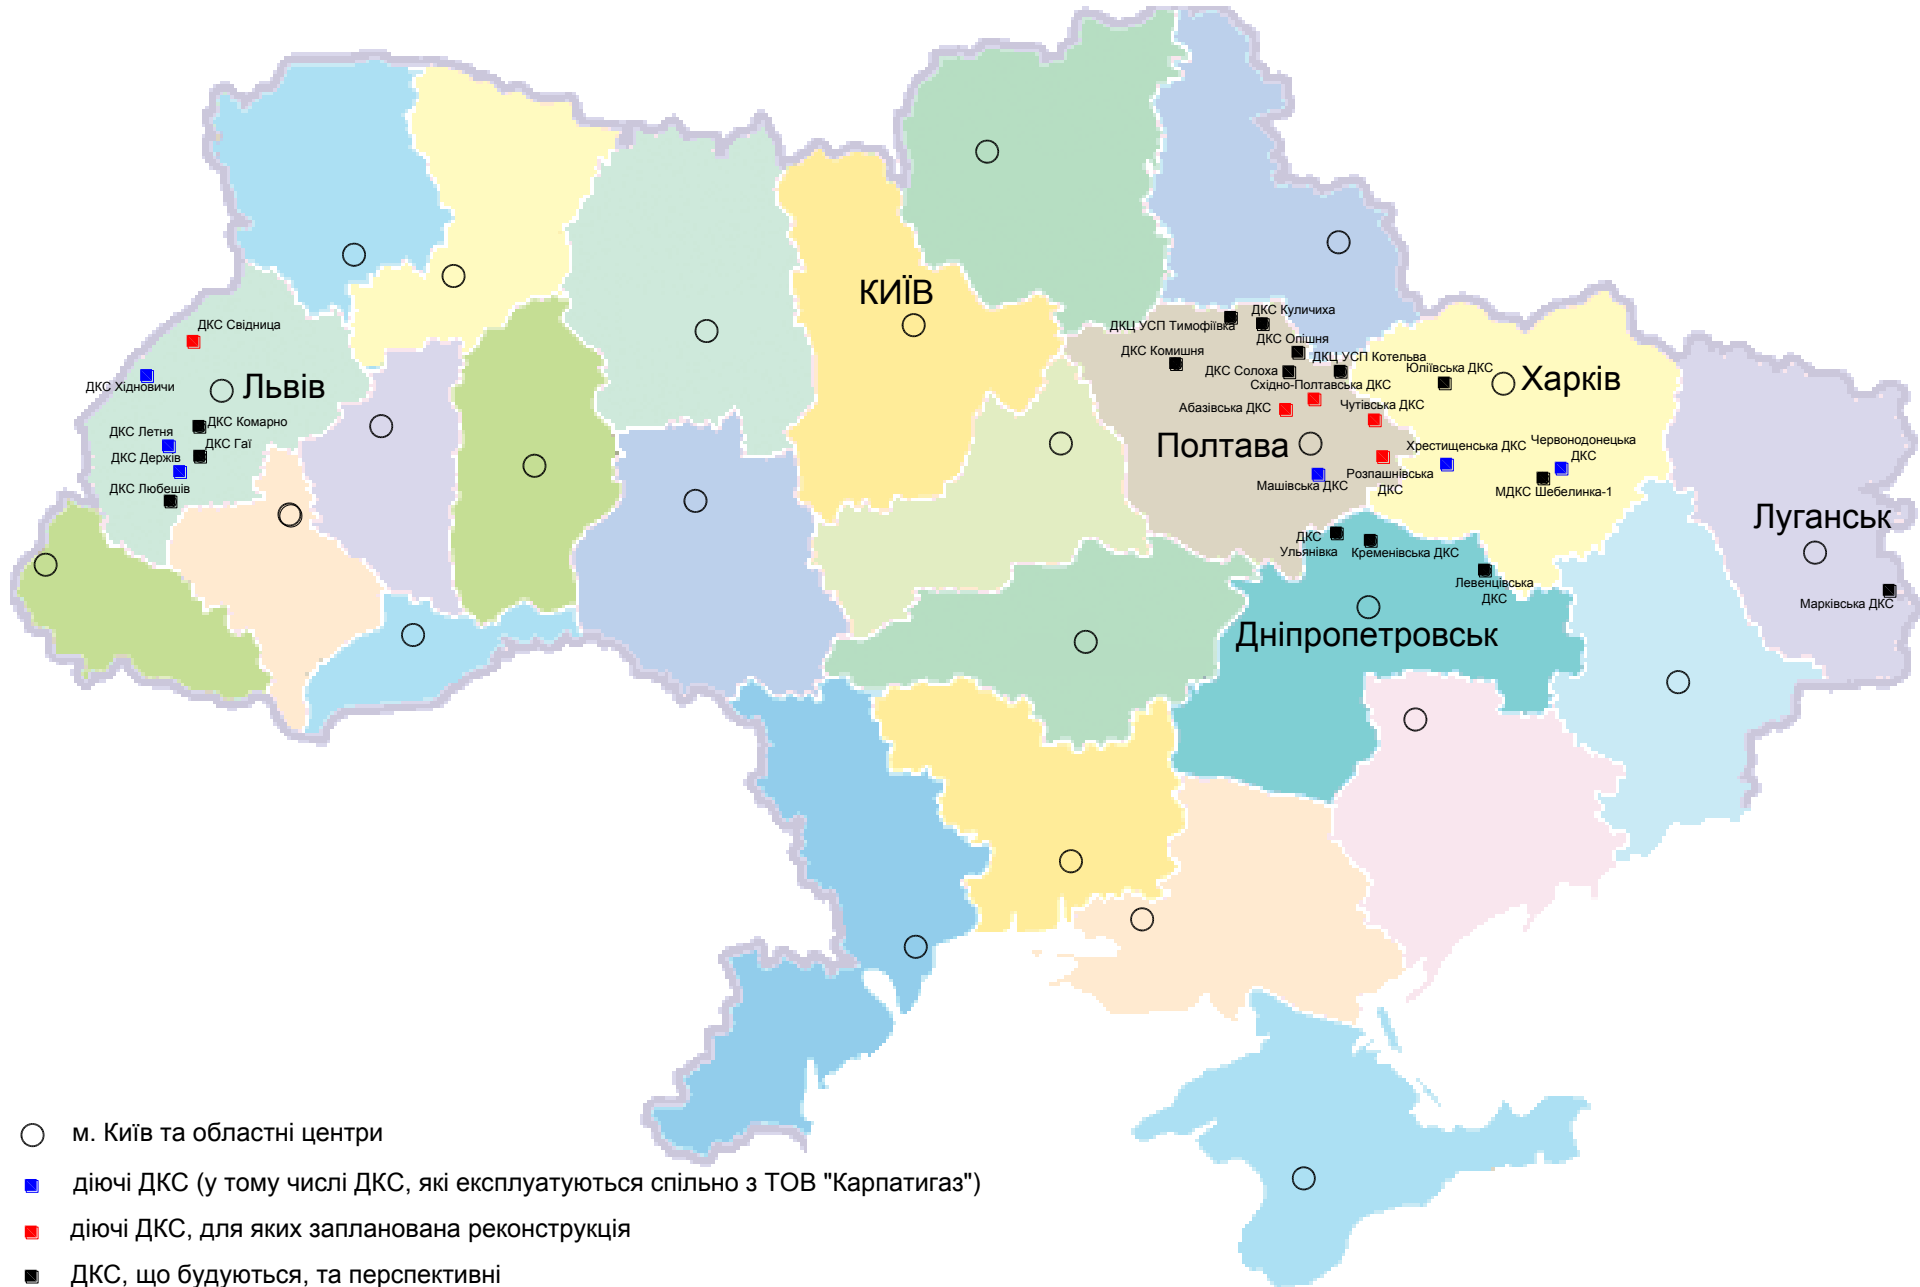 КИЇВ
ДКС Свідница
ДКС Хідновичи
Львів
ДКС Комарно
ДКС Летня
ДКС Гаї
ДКС Держів
ДКС Любешів
ДКС Куличиха
ДКЦ УСП Тимофіївка
ДКС Опішня
ДКС Комишня
ДКЦ УСП Котельва
ДКС Солоха
Юліївська ДКС
Східно-Полтавська ДКС
Харків
Абазівська ДКС
Чутівська ДКС
Полтава
Хрестищенська ДКС
Червонодонецька
ДКС
Розпашнівська
ДКС
Машівська ДКС
МДКС Шебелинка-1
Луганськ
ДКС
Ульянівка
Кременівська ДКС
Левенцівська
ДКС
Марківська ДКС
Дніпропетровськ
м. Київ та областні центри
діючі ДКС (у тому числі ДКС, які експлуатуються спільно з ТОВ "Карпатигаз")
діючі ДКС, для яких запланована реконструкція
ДКС, що будуються, та перспективні